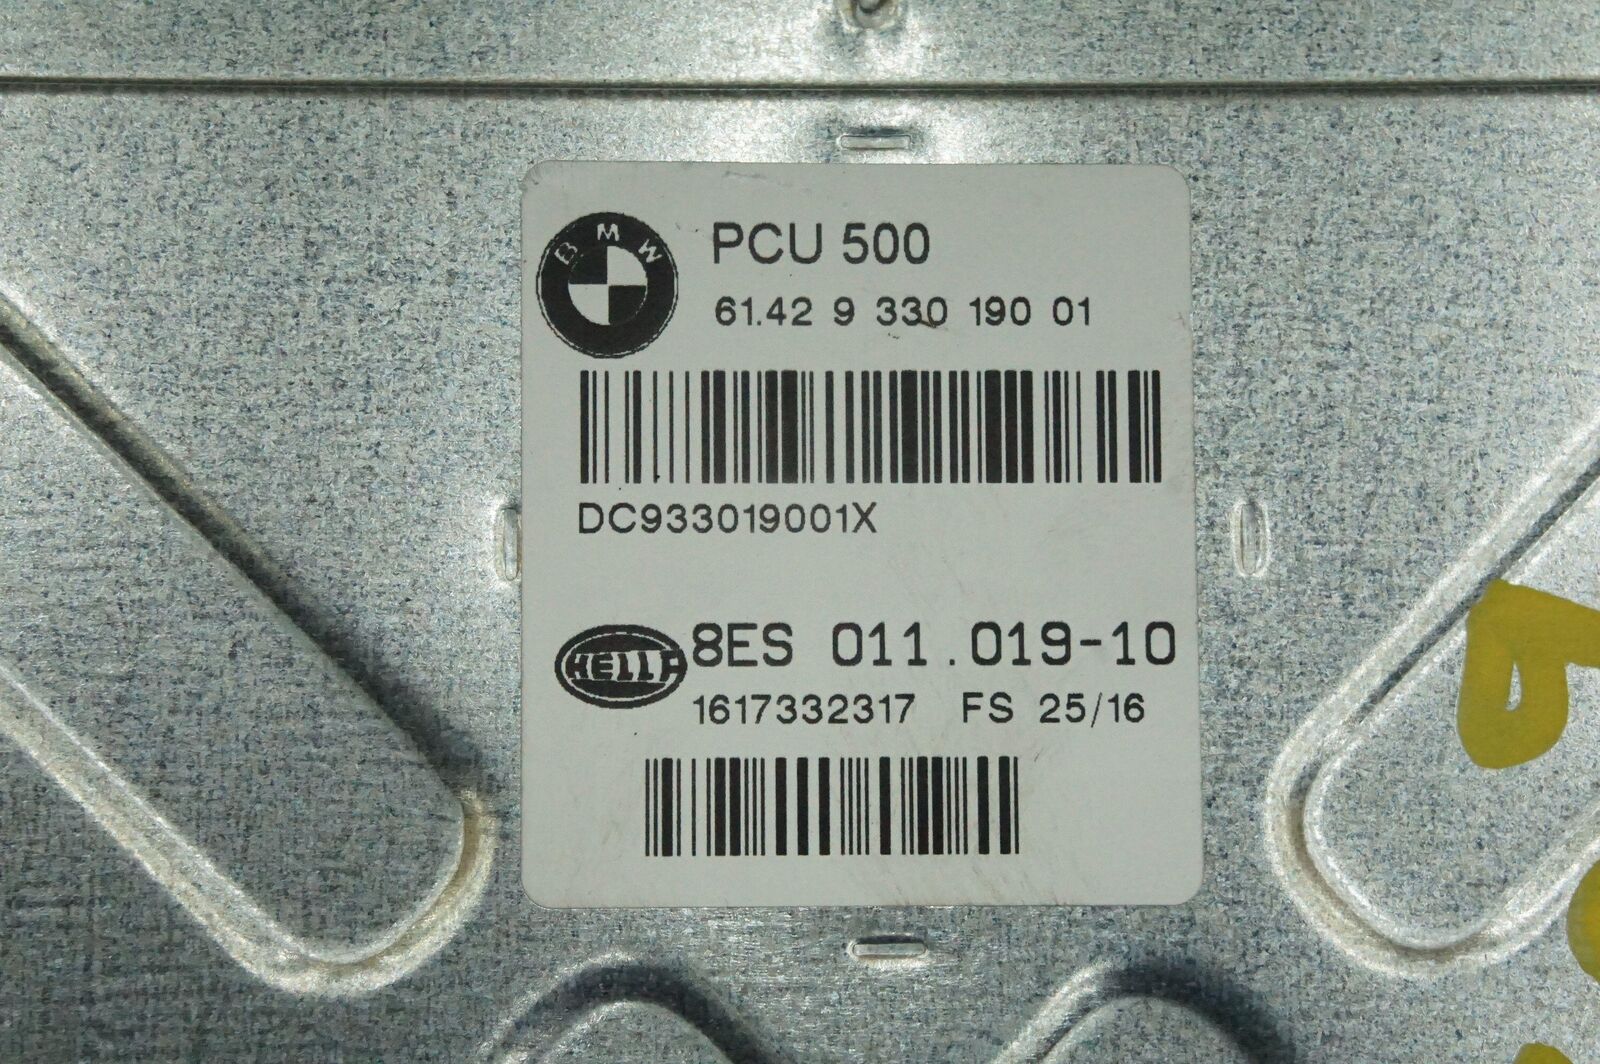 BMW
PCU 500
61.42 9 330 190 01
DC933019001X
HELLA
8ES 011.019-10
1617332317 FS 25/16